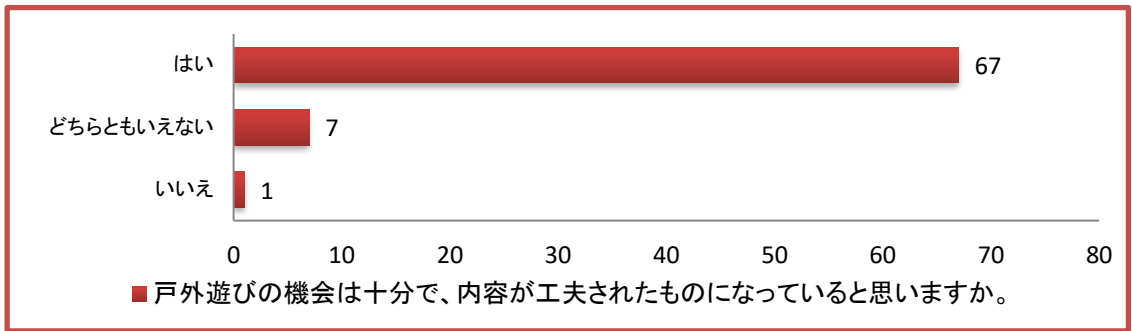 はい 67
どちらともいえない 7
いいえ 1
0 10 20 30 40 50 60 70 80
戸外遊びの機会は十分で、内容が工夫されたものになっていると思いますか。